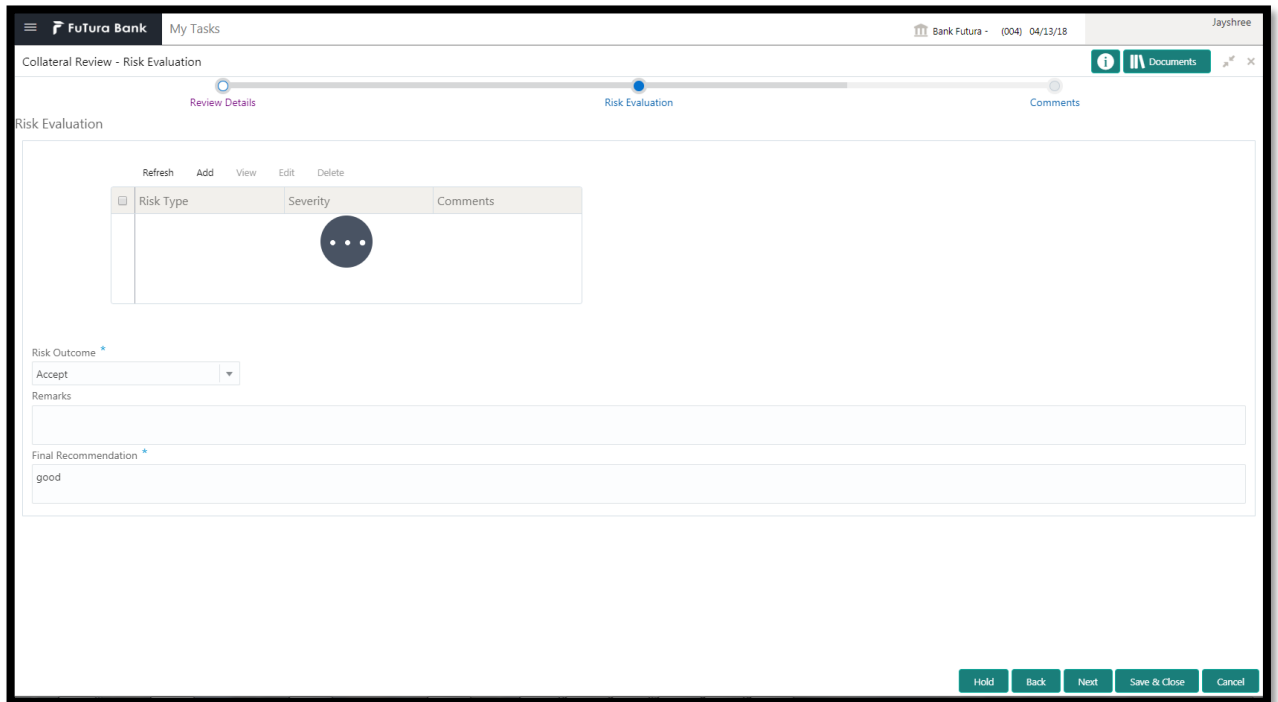 FuTura Bank My Tasks Bank Futura - (004) 04/13/18 Jayshree
Collateral Review - Risk Evaluation i Documents
Review Details Risk Evaluation Comments
Risk Evaluation
Refresh Add View Edit Delete
Risk Type Severity Comments
Risk Outcome *
Accept
Remarks
Final Recommendation *
good
Hold Back Next Save & Close Cancel